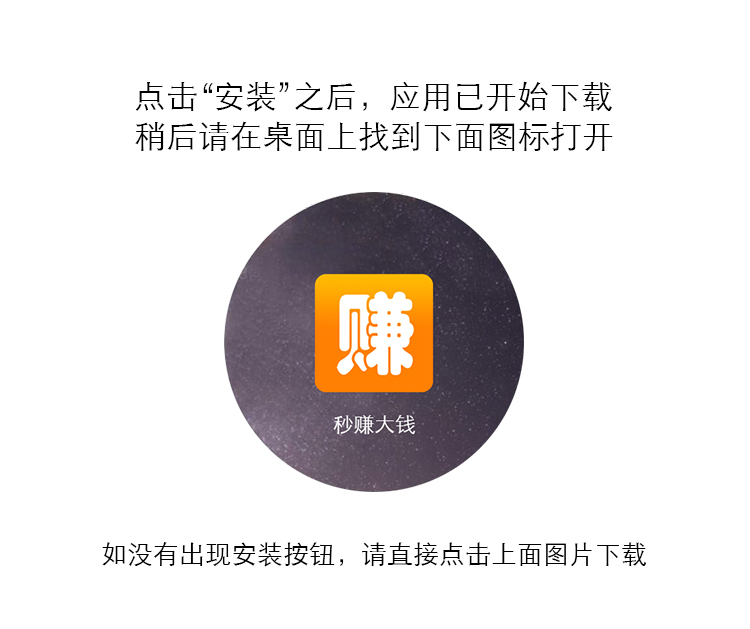 点击“安装”之后，应用已开始下载
稍后请在桌面上找到下面图标打开
赚
秒赚大钱
如没有出现安装按钮，请直接点击上面图片下载